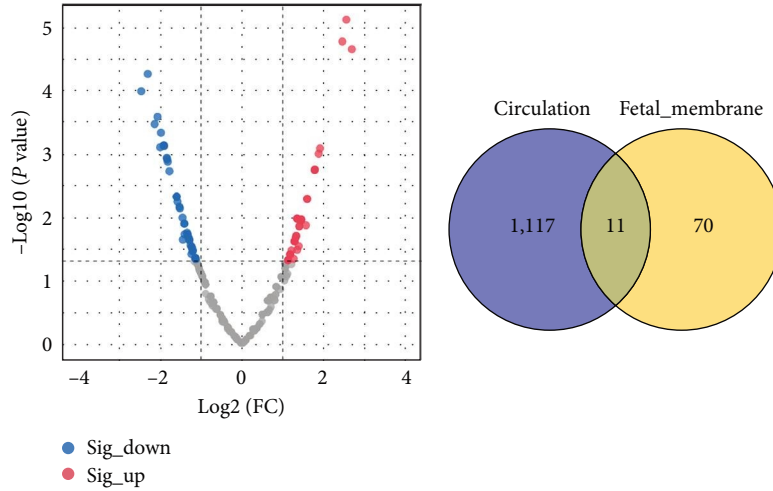 5
4
3
2
1
0
−Log10 (P value)
−4
−2
0
2
4
Log2 (FC)
Sig_down
Sig_up
Circulation
Fetal_membrane
1,117
11
70